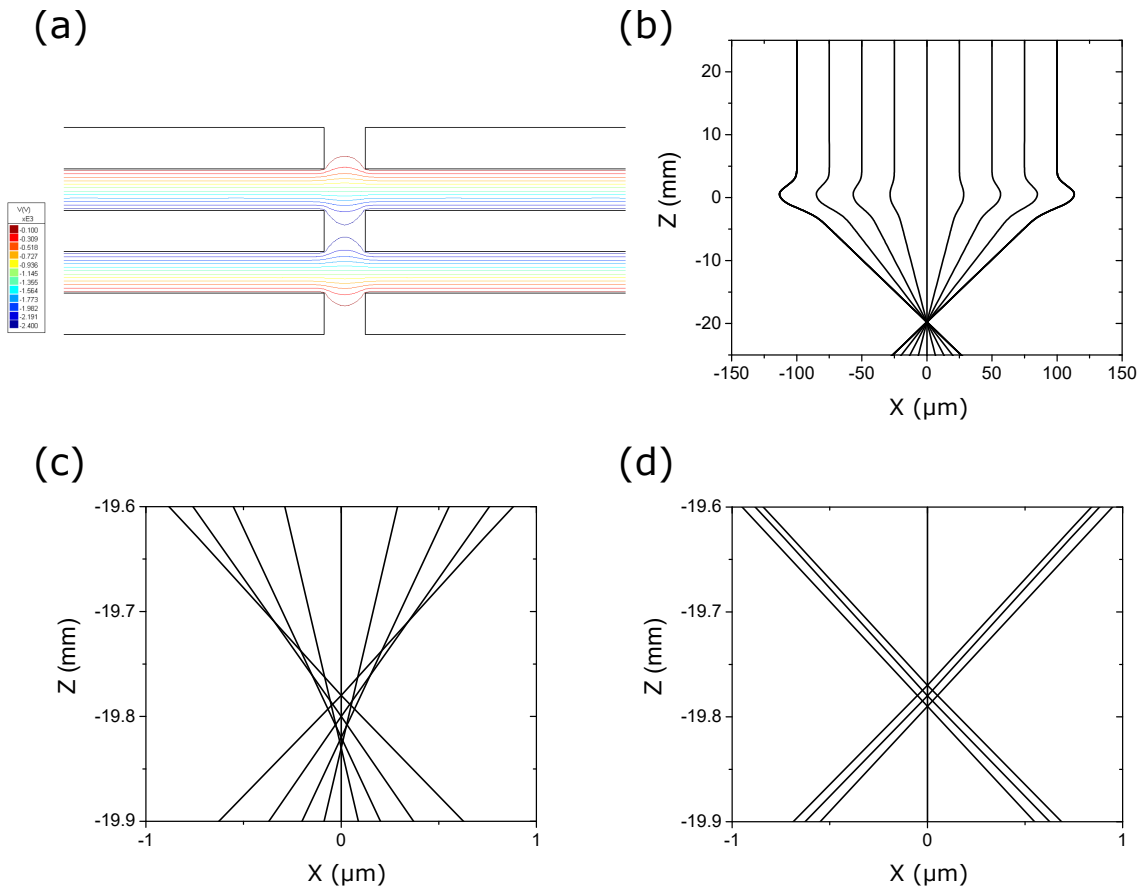 (a)
V(V)
xE3
-0.100
-0.309
-0.518
-0.727
-0.936
-1.145
-1.355
-1.564
-1.773
-1.982
-2.191
-2.400
(b)
20
10
0
-10
-20
Z (mm)
-150 -100 -50 0 50 100 150
X (µm)
(c)
-19.6
-19.7
-19.8
-19.9
Z (mm)
-1 0 1
X (µm)
(d)
-19.6
-19.7
-19.8
-19.9
Z (mm)
-1 0 1
X (µm)